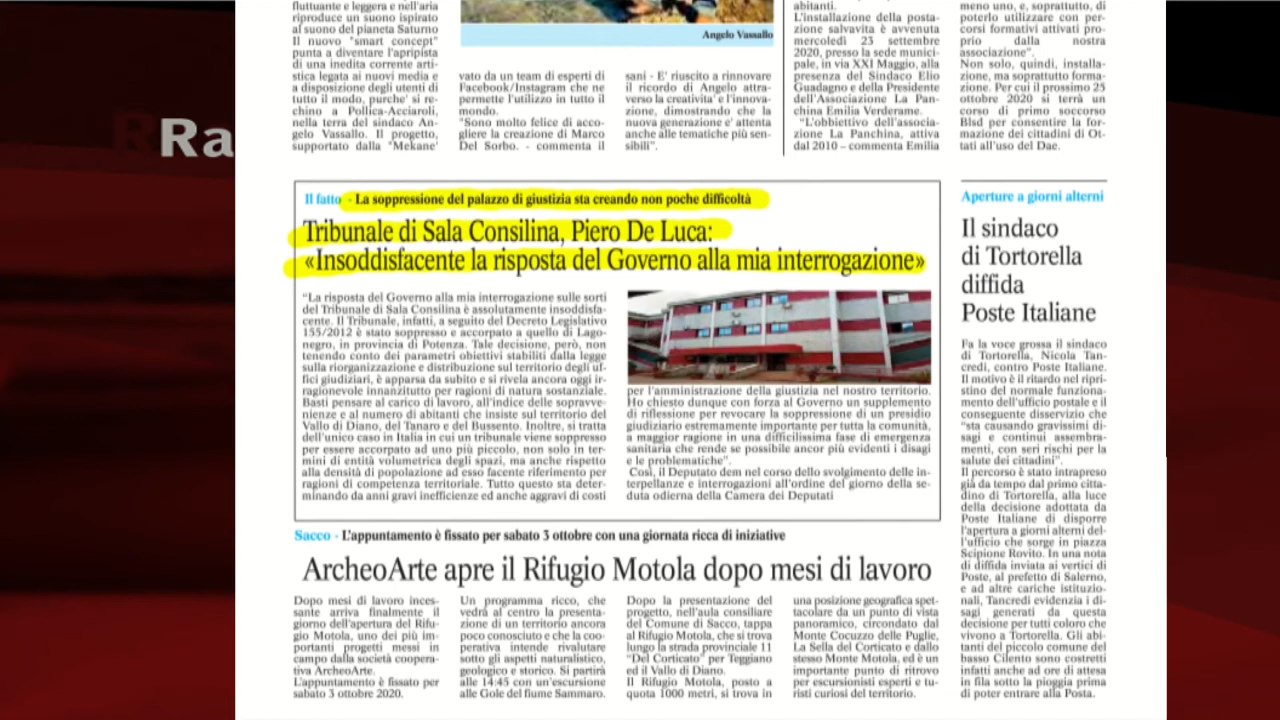 RRa
fluttuante e leggera e nell'aria
riproduce un suono ispirato
al suono del pianeta Saturno
Il nuovo "smart concept"
punta a diventare l'apripista
di una inedita corrente arti-
stica legata ai nuovi media e
a disposizione degli utenti di
tutto il modo, purche' si re-
chino a Pollica-Acciaroli,
nella terra del sindaco An-
gelo Vassallo. Il progetto,
supportato dalla "Mekane'
Angelo Vassallo
vato da un team di esperti di
Facebook/Instagram che ne
permette l'utilizzo in tutto il
mondo.
"Sono molto felice di acco-
gliere la creazione di Marco
Del Sorbo. - commenta il
sani - E' riuscito a rinnovare
il ricordo di Angelo attra-
verso la creativita' e l'innova-
zione, dimostrando che la
nuova generazione e' attenta
anche alle tematiche più sen-
sibili".
abitanti.
L'installazione della posta-
zione salvavita è avvenuta
mercoledì 23 settembre
2020, presso la sede munici-
pale, in via XXI Maggio, alla
presenza del Sindaco Elio
Guadagno e della Presidente
dell'Associazione La Pan-
china Emilia Verderame.
"L'obbiettivo dell'associa-
zione La Panchina, attiva
dal 2010 – commenta Emilia
meno uno, e, soprattutto, di
poterlo utilizzare con per-
corsi formativi attivati pro-
prio dalla nostra
associazione".
Non solo, quindi, installa-
zione, ma soprattutto forma-
zione. Per cui il prossimo 25
ottobre 2020 si terrà un
corso di primo soccorso
Blsd per consentire la for-
mazione dei cittadini di Ot-
tati all'uso del Dae.
Il fatto - La soppressione del palazzo di giustizia sta creando non poche difficoltà
Tribunale di Sala Consilina, Piero De Luca:
«Insoddisfacente la risposta del Governo alla mia interrogazione»
"La risposta del Governo alla mia interrogazione sulle sorti
del Tribunale di Sala Consilina è assolutamente insoddisfa-
cente. Il Tribunale, infatti, a seguito del Decreto Legislativo
155/2012 è stato soppresso e accorpato a quello di Lago-
negro, in provincia di Potenza. Tale decisione, però, non
tenendo conto dei parametri obiettivi stabiliti dalla legge
sulla riorganizzazione e distribuzione sul territorio degli uf-
fici giudiziari, è apparsa da subito e si rivela ancora oggi ir-
ragionevole innanzitutto per ragioni di natura sostanziale.
Basti pensare al carico di lavoro, all'indice delle sopravve-
nienze e al numero di abitanti che insiste sul territorio del
Vallo di Diano, del Tanaro e del Bussento. Inoltre, si tratta
dell'unico caso in Italia in cui un tribunale viene soppresso
per essere accorpato ad uno più piccolo, non solo in ter-
mini di entità volumetrica degli spazi, ma anche rispetto
alla densità di popolazione ad esso facente riferimento per
ragioni di competenza territoriale. Tutto questo sta deter-
minando da anni gravi inefficienze ed anche aggravi di costi
per l'amministrazione della giustizia nel nostro territorio.
Ho chiesto dunque con forza al Governo un supplemento
di riflessione per revocare la soppressione di un presidio
giudiziario estremamente importante per tutta la comunità,
a maggior ragione in una difficilissima fase di emergenza
sanitaria che rende se possibile ancor più evidenti i disagi
e le problematiche".
Così, il Deputato dem nel corso dello svolgimento delle in-
terpellanze e interrogazioni all'ordine del giorno della se-
duta odierna della Camera dei Deputati
Aperture a giorni alterni
Il sindaco
di Tortorella
diffida
Poste Italiane
Fa la voce grossa il sindaco
di Tortorella, Nicola Tan-
credi, contro Poste Italiane.
Il motivo è il ritardo nel ripri-
stino del normale funziona-
mento dell'ufficio postale e il
conseguente disservizio che
"sta causando gravissimi di-
sagi e continui assembra-
menti, con seri rischi per la
salute dei cittadini".
Il percorso è stato intrapreso
già da tempo dal primo citta-
dino di Tortorella, alla luce
della decisione adottata da
Poste Italiane di disporre
l'apertura a giorni alterni del-
l'ufficio che sorge in piazza
Scipione Rovito. In una nota
di diffida inviata ai vertici di
Poste, al prefetto di Salerno,
e ad altre cariche istituzio-
nali, Tancredi evidenzia i di-
sagi generati da questa
decisione per tutti coloro che
vivono a Tortorella. Gli abi-
tanti del piccolo comune del
basso Cilento sono costretti
infatti anche ad ore di attesa
in fila sotto la pioggia prima
di poter entrare alla Posta.
Sacco - L'appuntamento è fissato per sabato 3 ottobre con una giornata ricca di iniziative
ArcheoArte apre il Rifugio Motola dopo mesi di lavoro
Dopo mesi di lavoro inces-
sante arriva finalmente il
giorno dell'apertura del Rifu-
gio Motola, uno dei più im-
portanti progetti messi in
campo dalla società coopera-
tiva ArcheoArte.
L'appuntamento è fissato per
sabato 3 ottobre 2020.
Un programma ricco, che
vedrà al centro la presenta-
zione di un territorio ancora
poco conosciuto e che la coo-
perativa intende rivalutare
sotto gli aspetti naturalistico,
geologico e storico. Si partirà
alle 14:45 con un'escursione
alle Gole del fiume Sammaro.
Dopo la presentazione del
progetto, nell'aula consiliare
del Comune di Sacco, tappa
al Rifugio Motola, che si trova
lungo la strada provinciale 11
"Del Corticato" per Teggiano
ed il Vallo di Diano.
Il Rifugio Motola, posto a
quota 1000 metri, si trova in
una posizione geografica spet-
tacolare da un punto di vista
panoramico, circondato dal
Monte Cocuzzo delle Puglie,
La Sella del Corticato e dallo
stesso Monte Motola, ed è un
importante punto di ritrovo
per escursionisti esperti e tu-
risti curiosi del territorio.